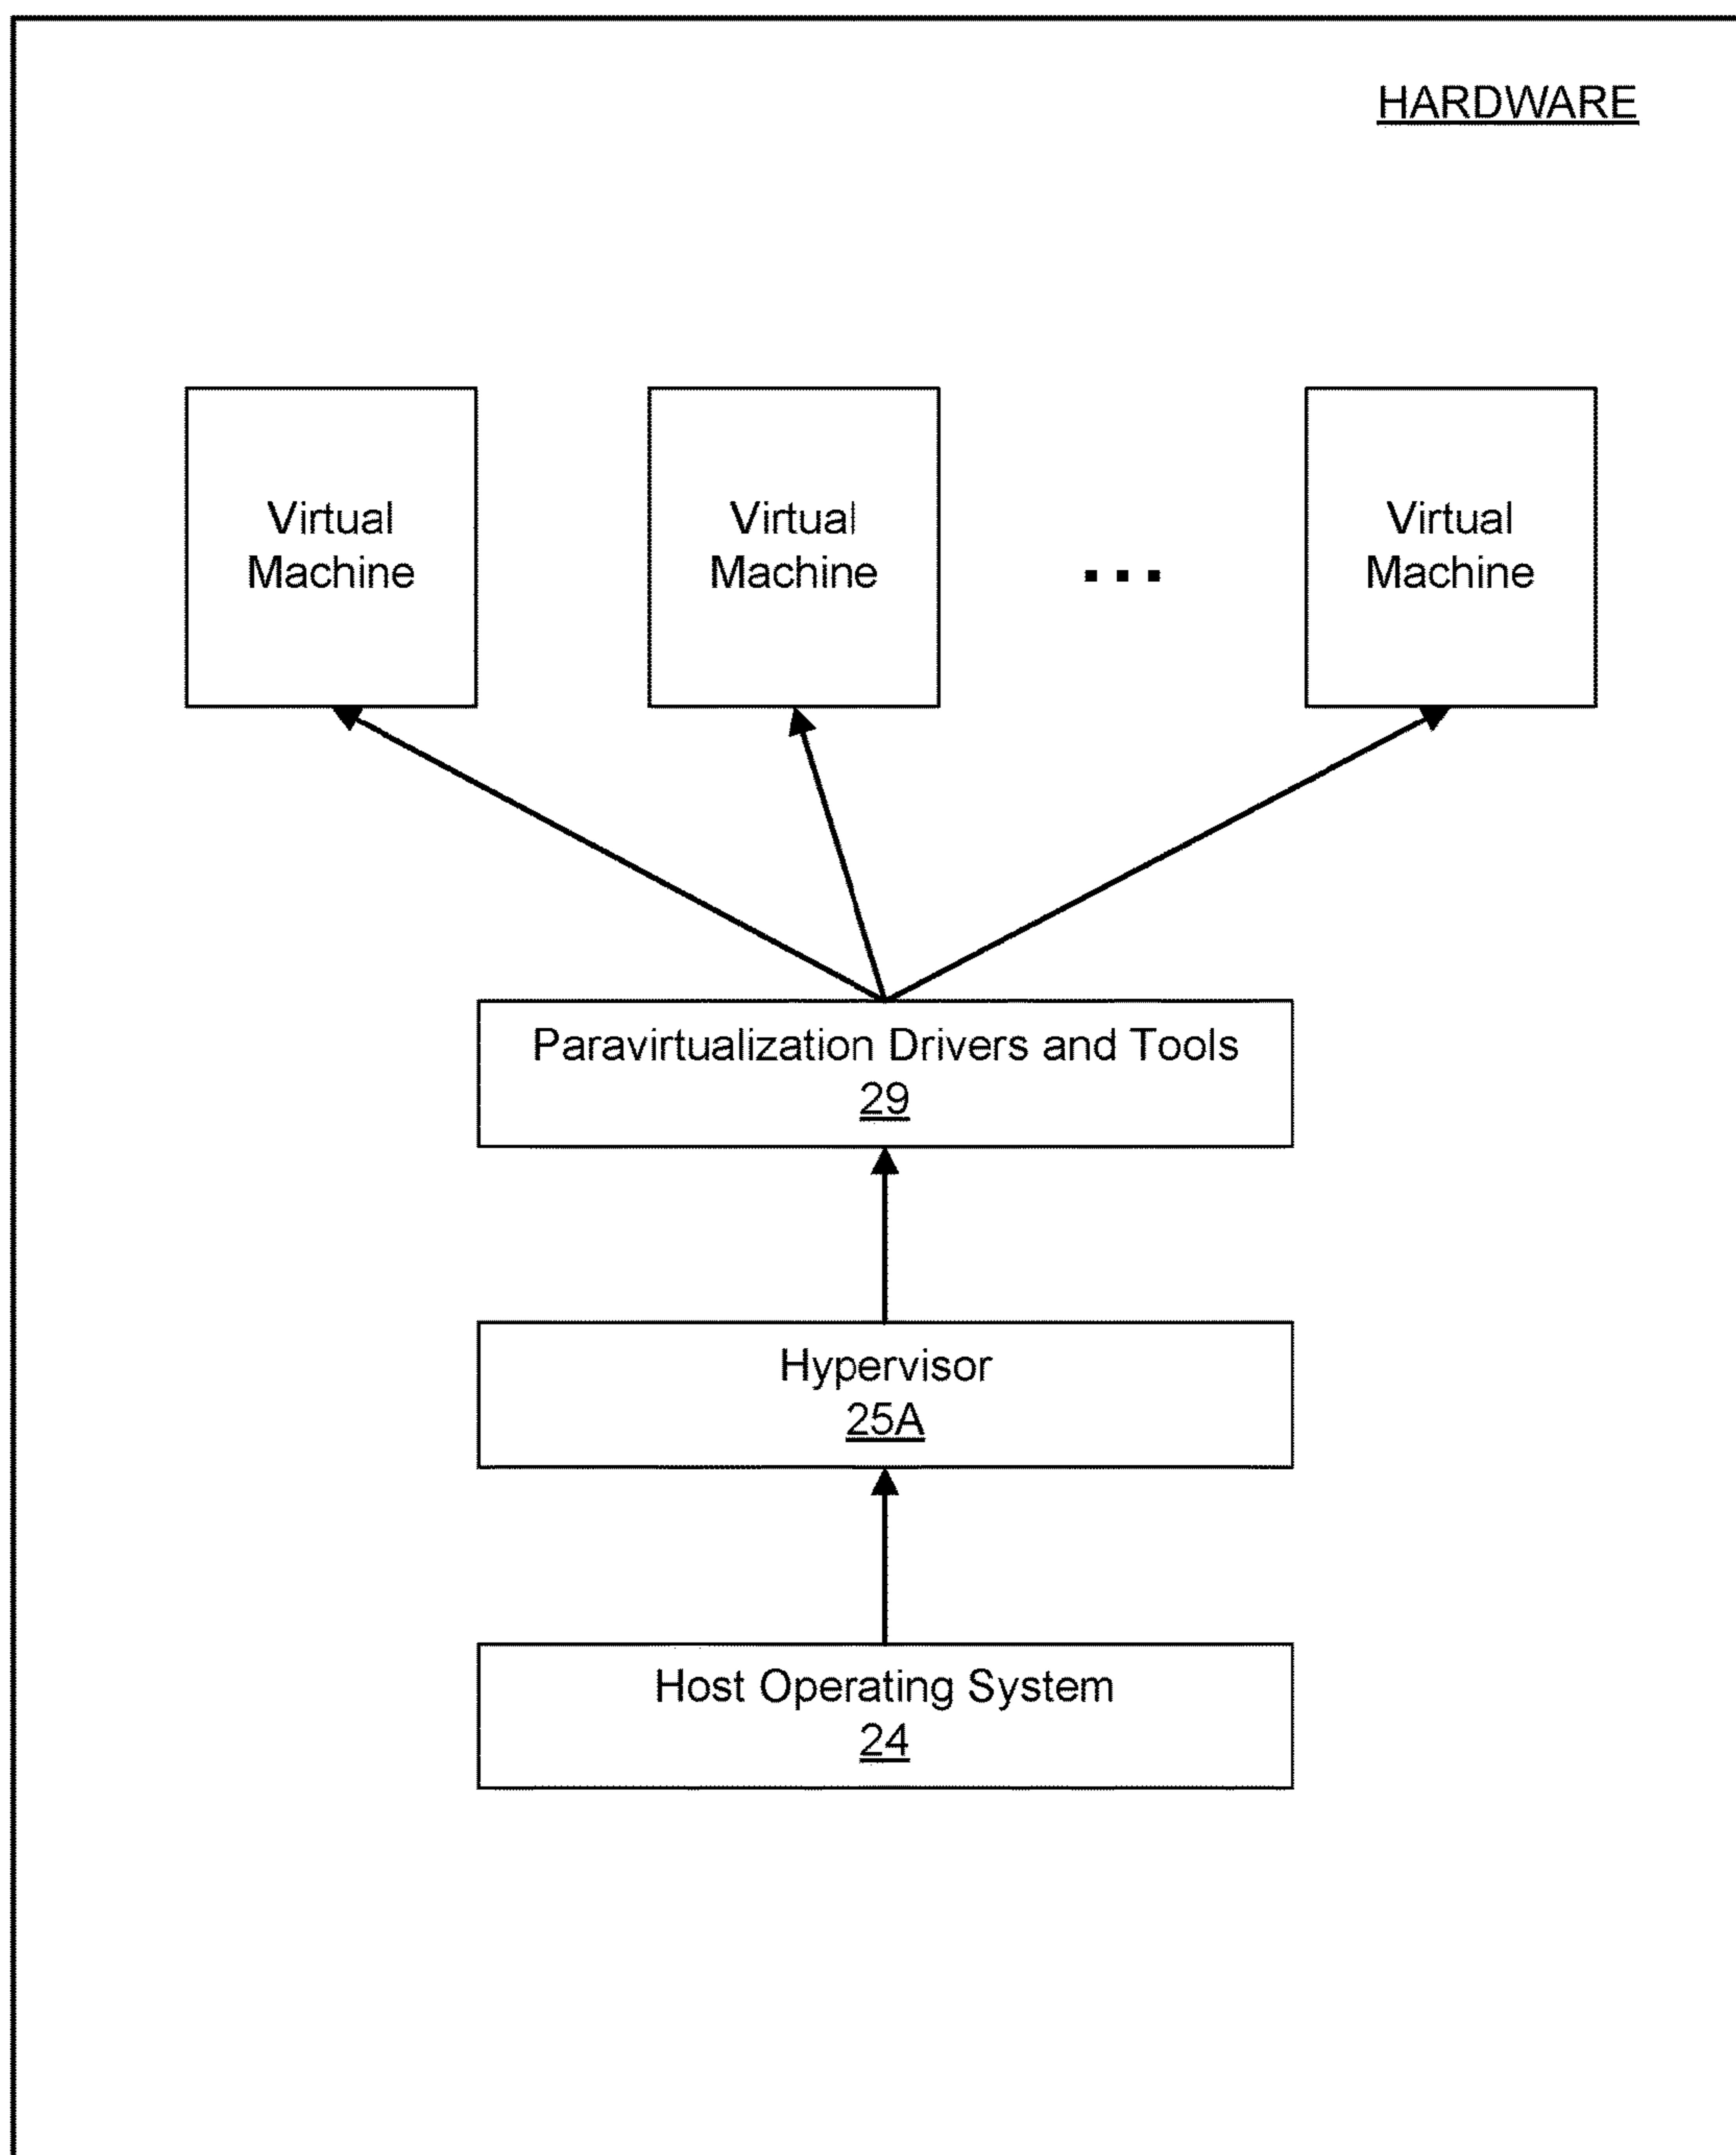 HARDWARE
Virtual
Machine
Virtual
Machine
...
Virtual
Machine
Paravirtualization Drivers and Tools
29
Hypervisor
25A
Host Operating System
24